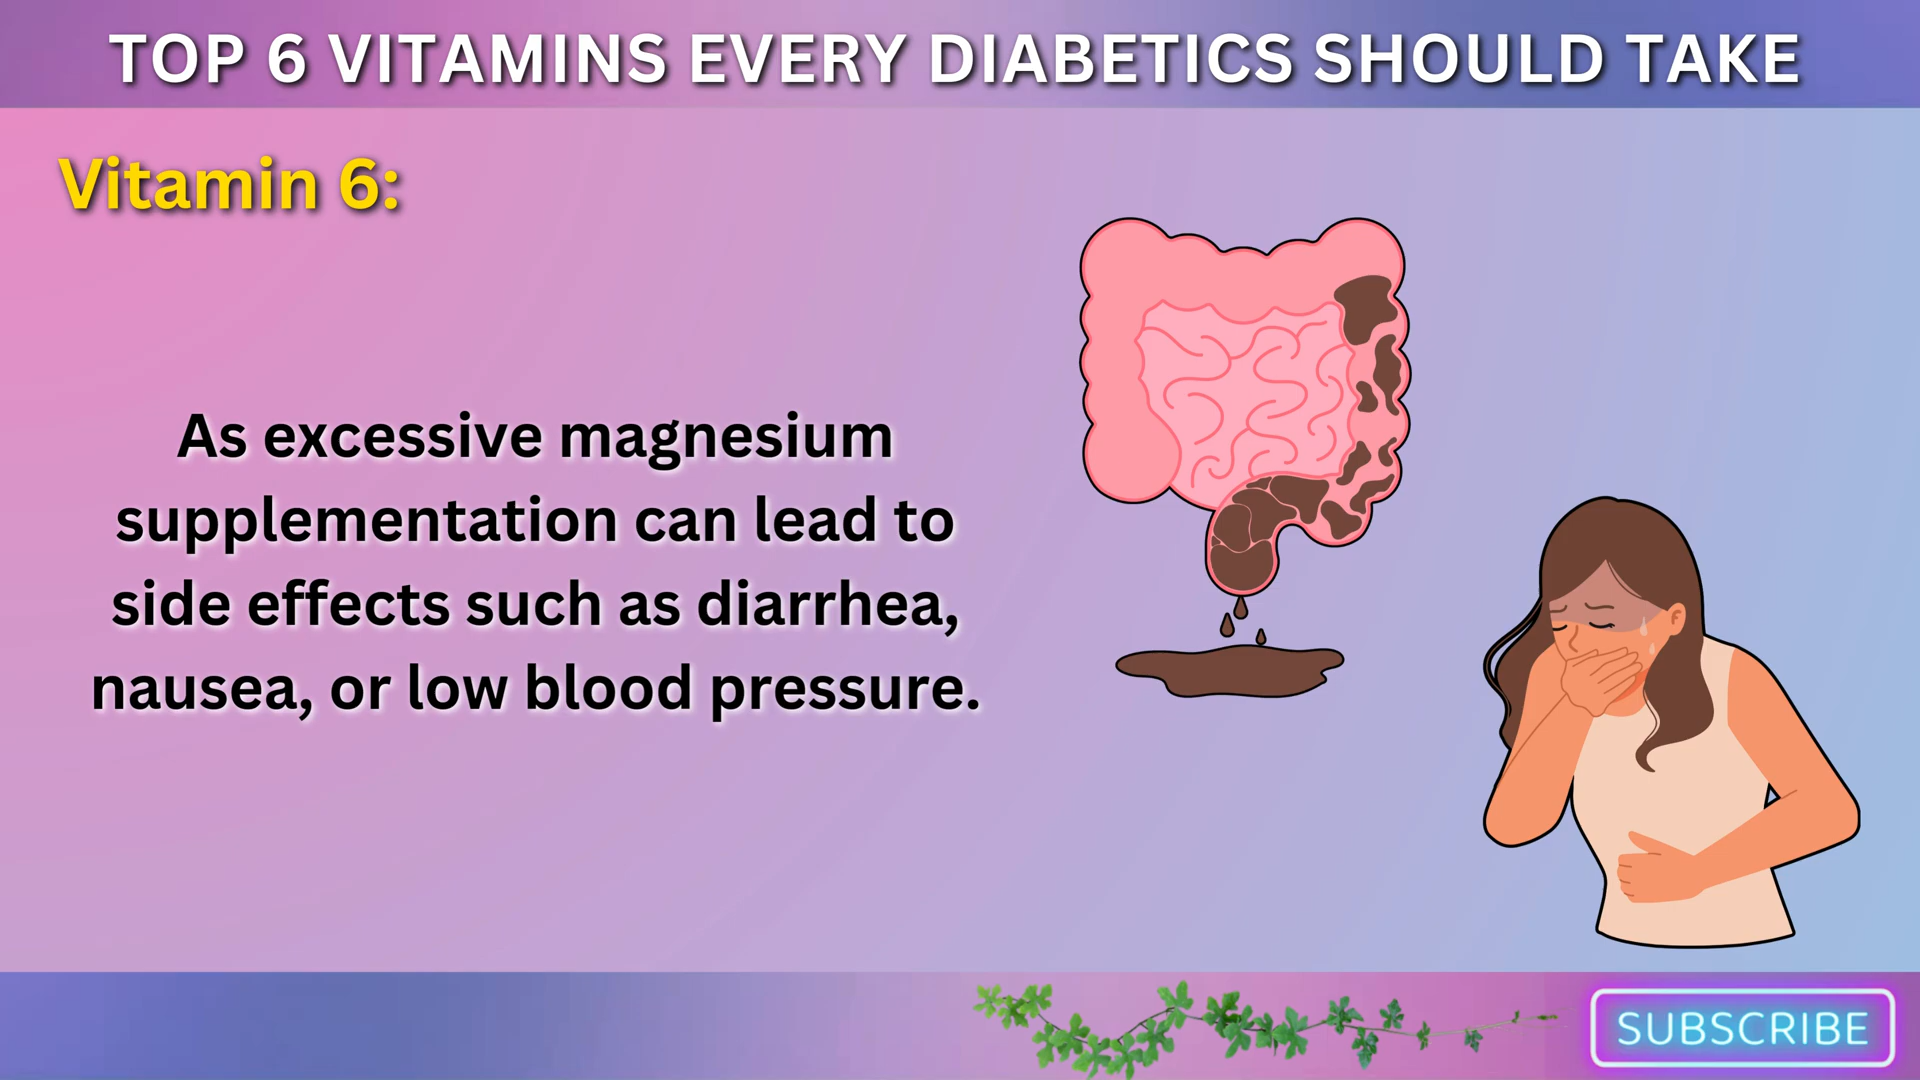 TOP 6 VITAMINS EVERY DIABETICS SHOULD TAKE
Vitamin 6:
As excessive magnesium
supplementation can lead to
side effects such as diarrhea,
nausea, or low blood pressure.
SUBSCRIBE